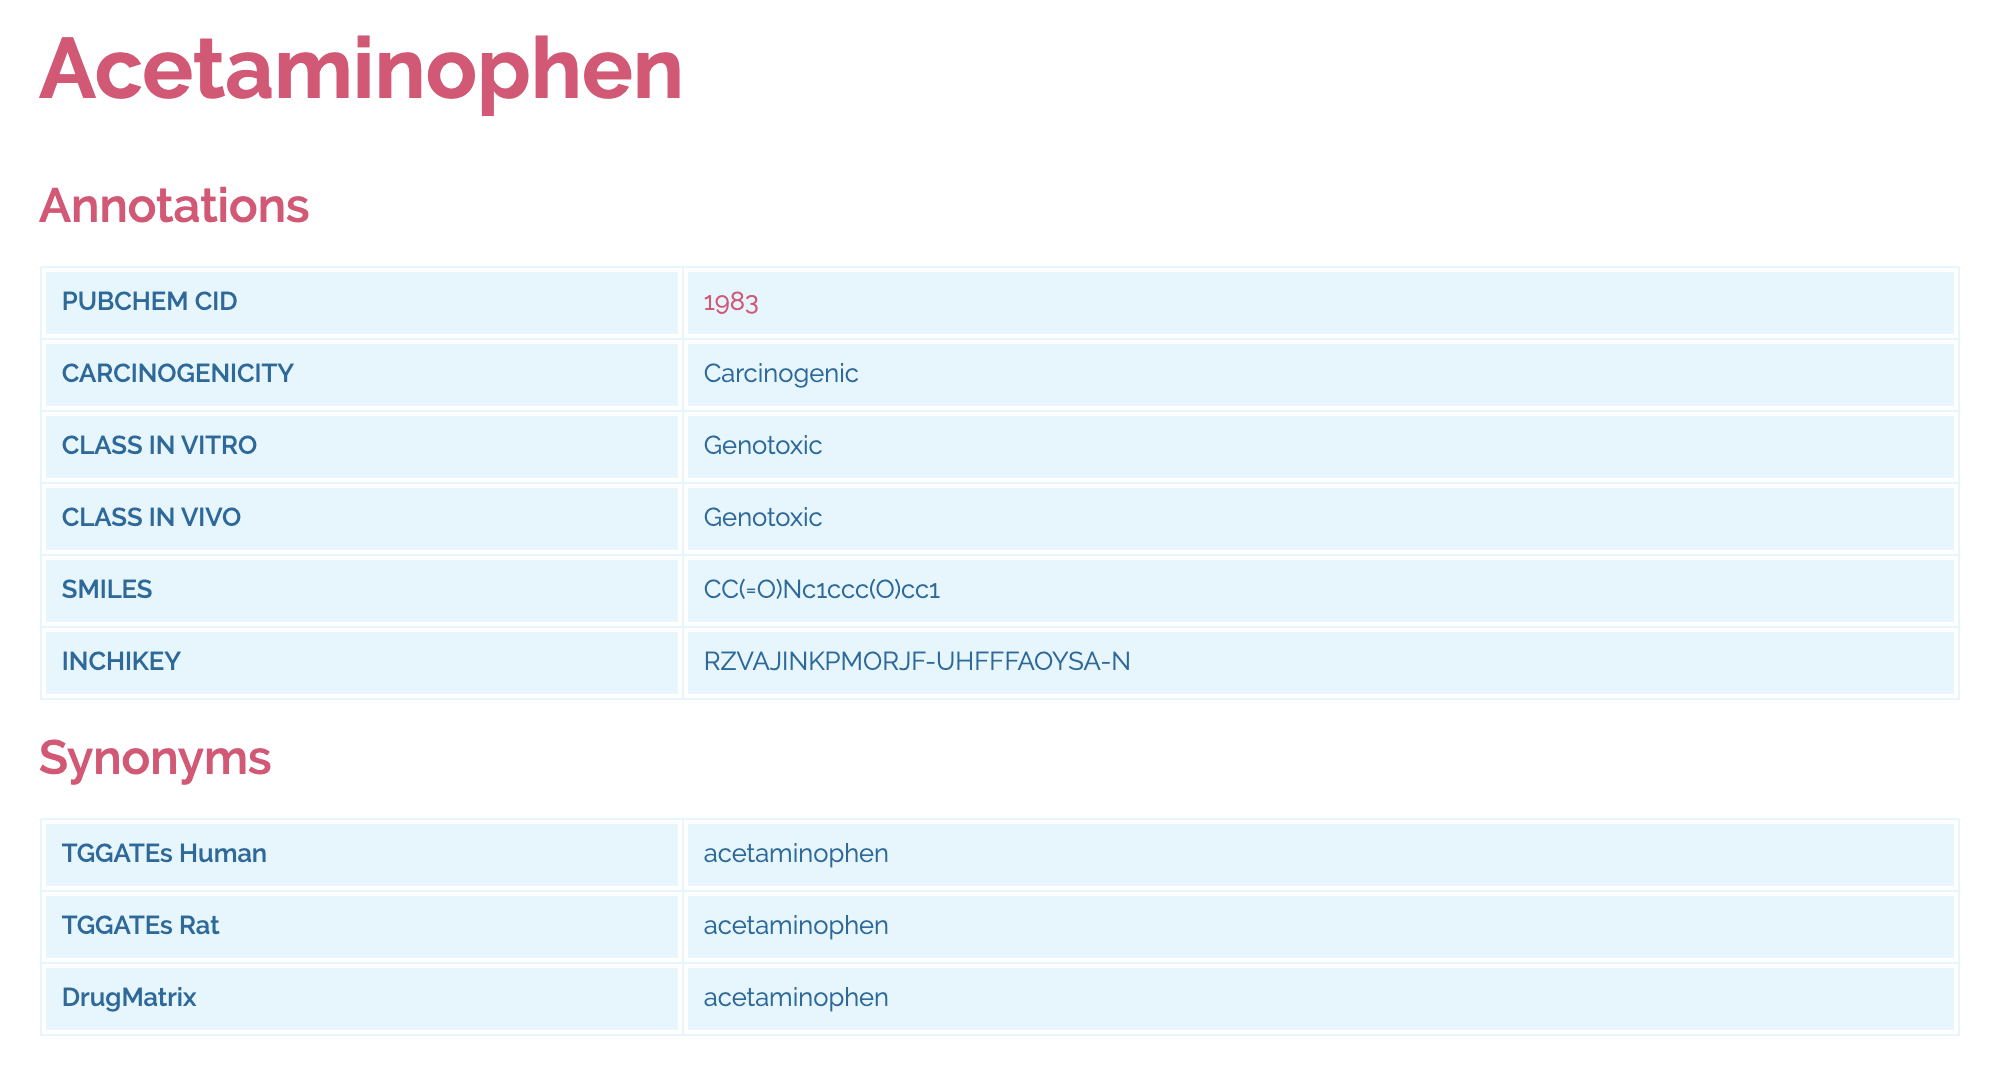 Acetaminophen
Annotations
PUBCHEM CID 1983
CARCINOGENICITY Carcinogenic
CLASS IN VITRO Genotoxic
CLASS IN VIVO Genotoxic
SMILES CC(=O)Nc1ccc(O)cc1
INCHIKEY RZVAJINKPMORJF-UHFFFAOYSA-N
Synonyms
TGGATEs Human acetaminophen
TGGATEs Rat acetaminophen
DrugMatrix acetaminophen